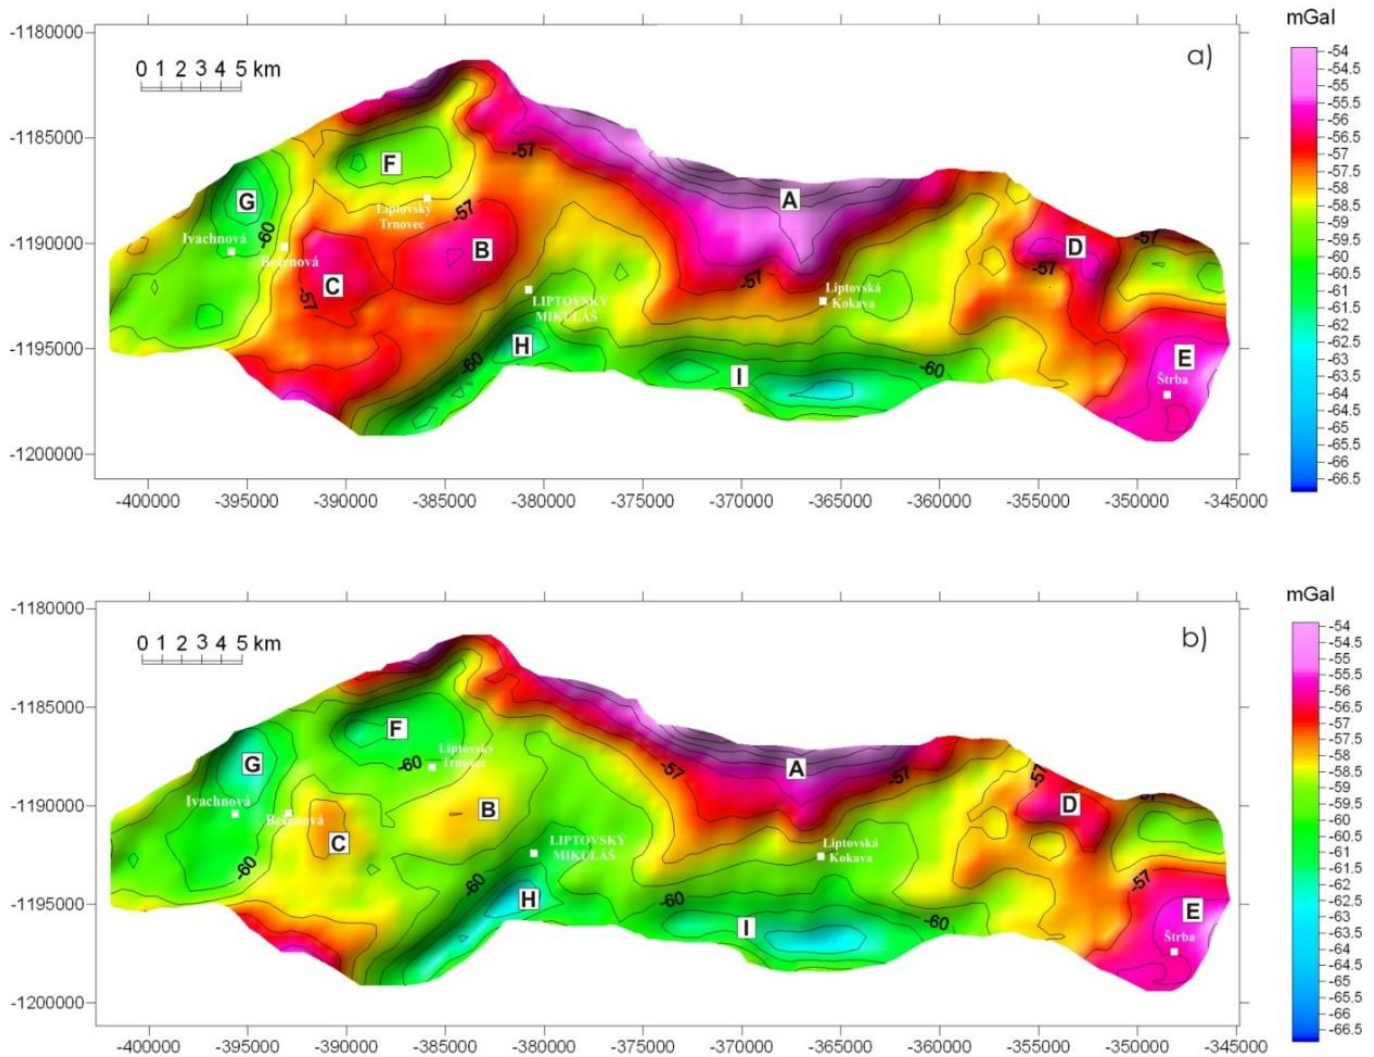 mGal
a)
0 1 2 3 4 5 km
-1180000
-1185000
-1190000
-1195000
-1200000
-400000 -395000 -390000 -385000 -380000 -375000 -370000 -365000 -360000 -355000 -350000 -345000
-54
-54.5
-55
-55.5
-56
-56.5
-57
-57.5
-58
-58.5
-59
-59.5
-60
-60.5
-61
-61.5
-62
-62.5
-63
-63.5
-64
-64.5
-65
-65.5
-66
-66.5
F
G
A
B
C
D
E
H
I
-57
-57
-57
-57
-57
-57
-60
-60
-60
Liptovský
Trnovec
Ivachnová
Bešeňová
LIPTOVSKÝ
MIKULÁŠ
Liptovská
Kokava
Štrba
mGal
b)
0 1 2 3 4 5 km
-1180000
-1185000
-1190000
-1195000
-1200000
-400000 -395000 -390000 -385000 -380000 -375000 -370000 -365000 -360000 -355000 -350000 -345000
-54
-54.5
-55
-55.5
-56
-56.5
-57
-57.5
-58
-58.5
-59
-59.5
-60
-60.5
-61
-61.5
-62
-62.5
-63
-63.5
-64
-64.5
-65
-65.5
-66
-66.5
F
G
A
B
C
D
E
H
I
-57
-57
-57
-57
-57
-60
-60
-60
-60
-60
Liptovský
Trnovec
Ivachnová
Bešeňová
LIPTOVSKÝ
MIKULÁŠ
Liptovská
Kokava
Štrba